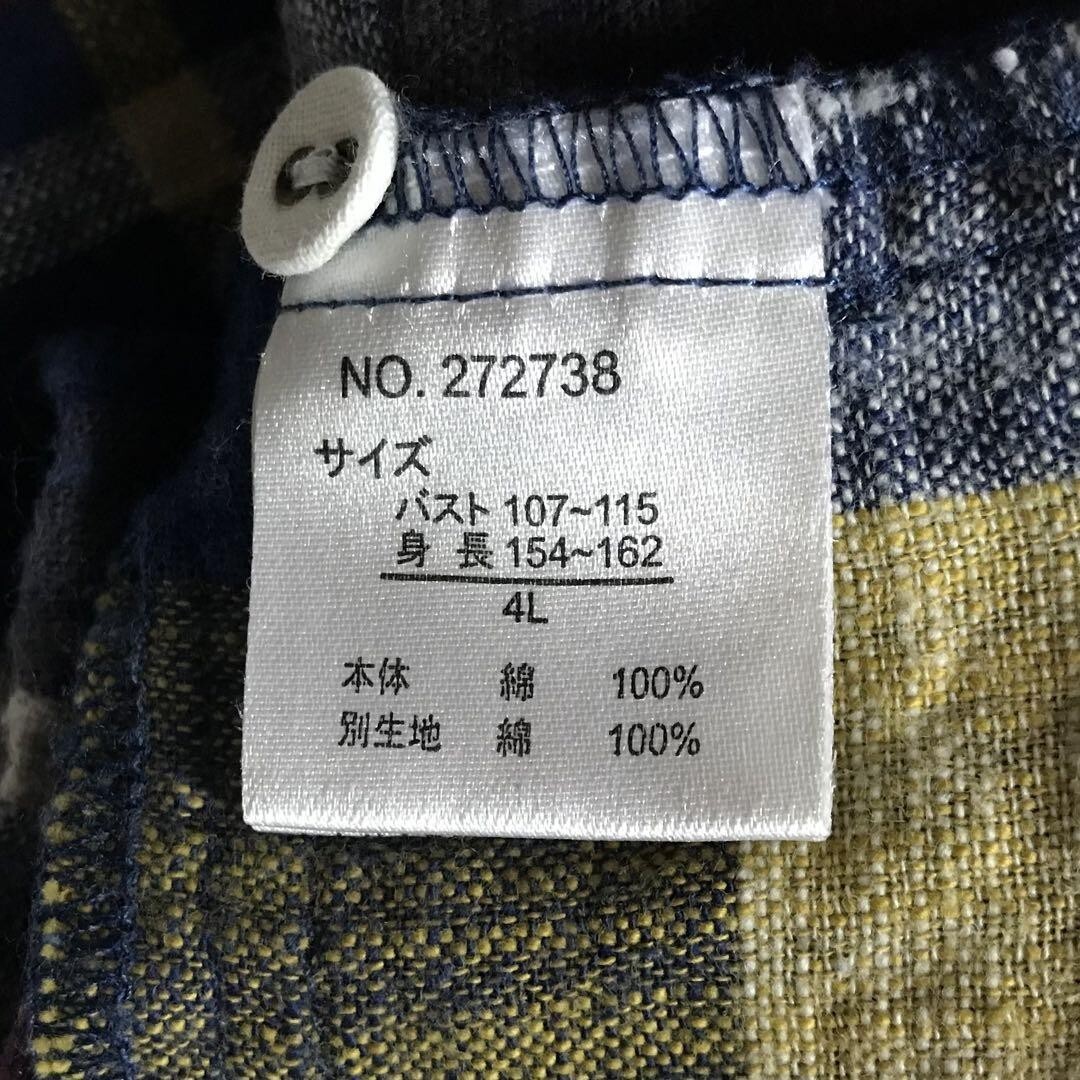 NO. 272738
サイズ
バスト 107~115
身 長 154~162
4L
本体 綿 100%
別生地 綿 100%